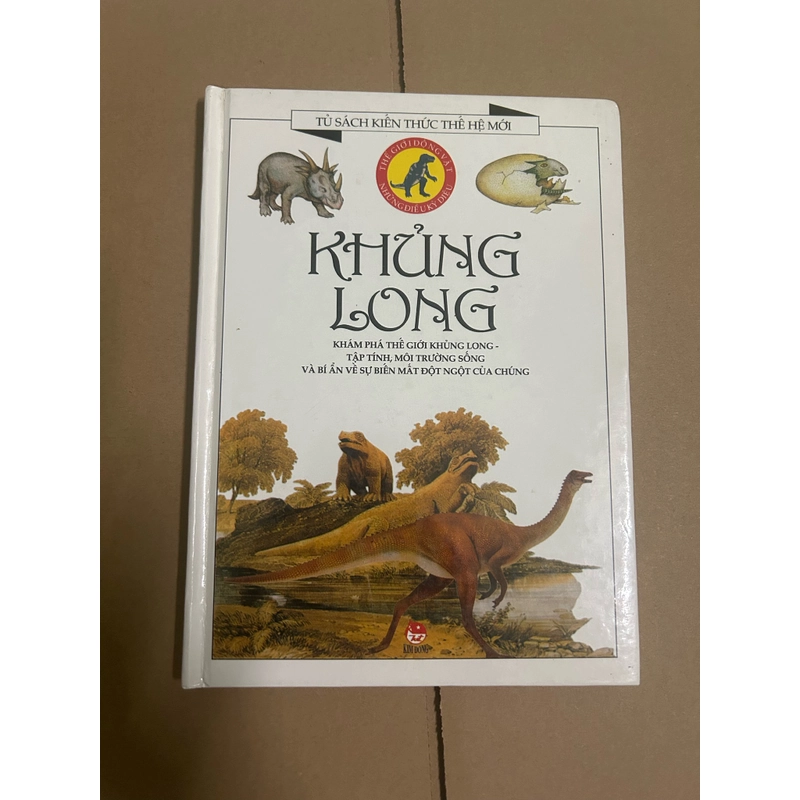 TỦ SÁCH KIẾN THỨC THẾ HỆ MỚI
THẾ GIỚI ĐỘNG VẬT
NHỮNG ĐIỀU KỲ DIỆU
KHỦNG
LONG
KHÁM PHÁ THẾ GIỚI KHỦNG LONG -
TẬP TÍNH, MÔI TRƯỜNG SỐNG
VÀ BÍ ẨN VỀ SỰ BIẾN MẤT ĐỘT NGỘT CỦA CHÚNG
KIM ĐỒNG